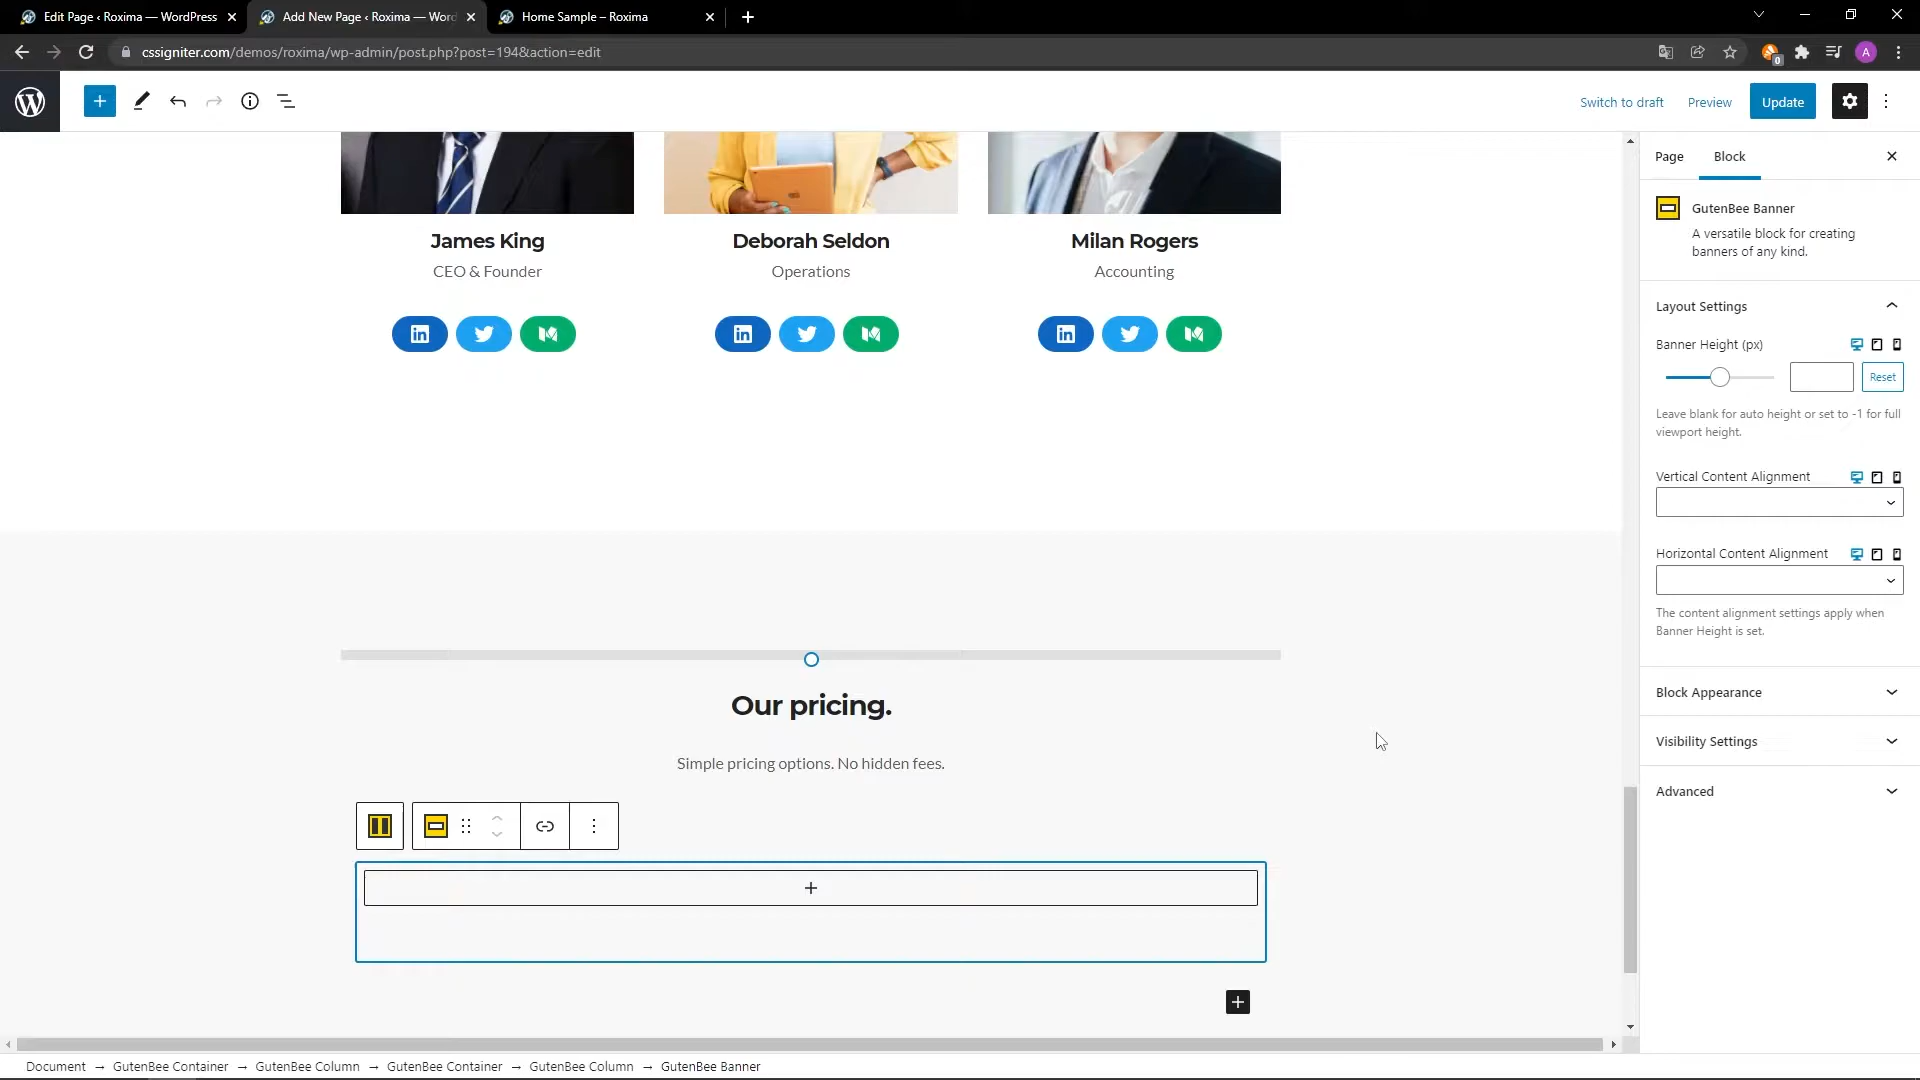 Edit Page ‹ Roxima — WordPress
Add New Page ‹ Roxima — Word
Home Sample – Roxima
cssigniter.com/demos/roxima/wp-admin/post.php?post=194&action=edit
0
A
Switch to draft
Preview
Update
Page
Block
GutenBee Banner
A versatile block for creating
banners of any kind.
Layout Settings
Banner Height (px)
Reset
Leave blank for auto height or set to -1 for full
viewport height.
Vertical Content Alignment
Horizontal Content Alignment
The content alignment settings apply when
Banner Height is set.
Block Appearance
Visibility Settings
Advanced
James King
CEO & Founder
Deborah Seldon
Operations
Milan Rogers
Accounting
Our pricing.
Simple pricing options. No hidden fees.
Document → GutenBee Container → GutenBee Column → GutenBee Container → GutenBee Column → GutenBee Banner